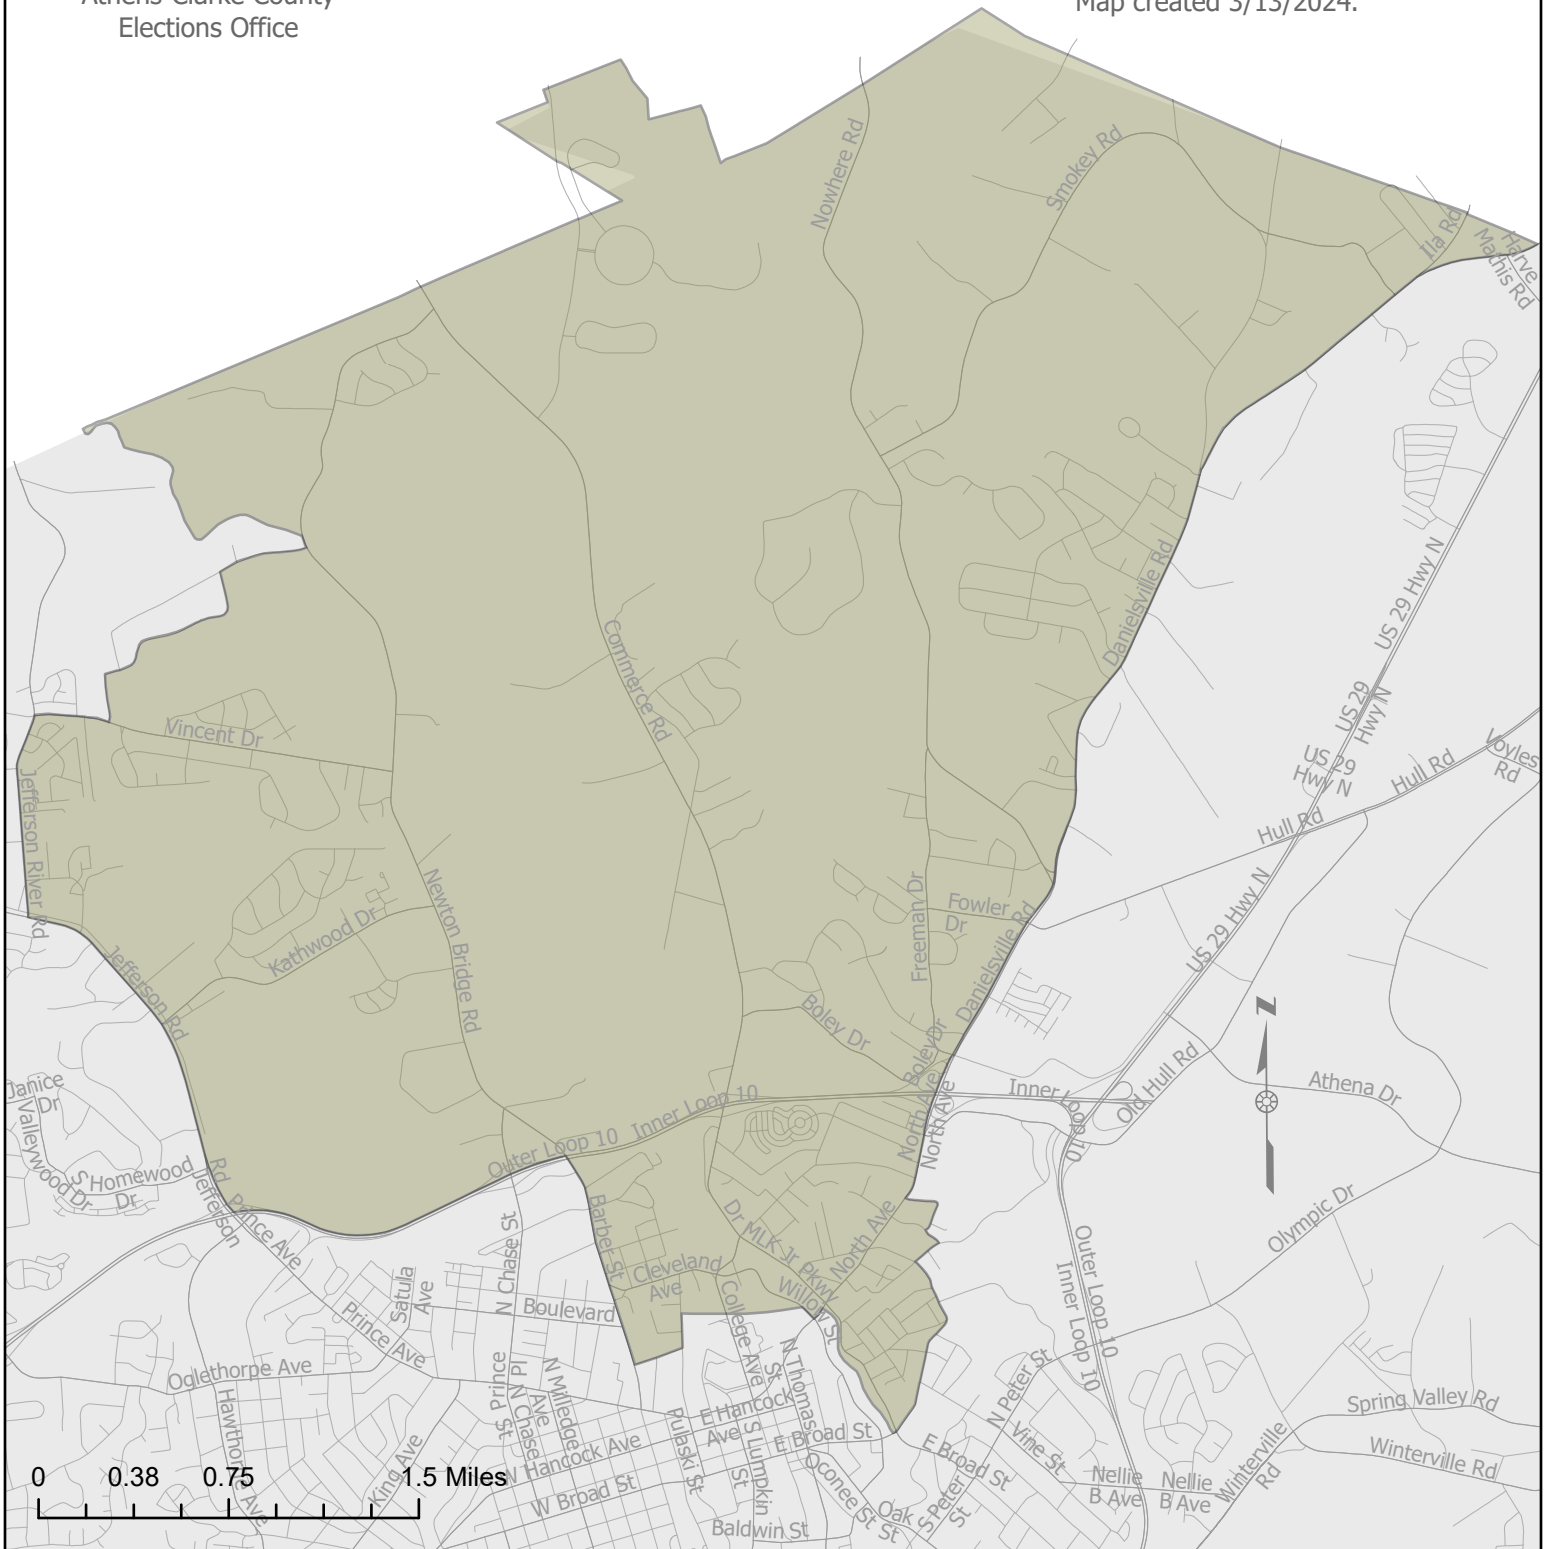 Athens-Clarke County
Elections Office
Map created 3/13/2024.
Nowhere Rd
Smokey Rd
Ila Rd
Harve
Mathis Rd
US 29 Hwy N
Danielsville Rd
Commerce Rd
US 29
Hwy N
Vincent Dr
US 29
Hwy N
Hull Rd
Voyles
Rd
Jefferson River Rd
Hull Rd
Newton Bridge Rd
Kathwood Dr
Freeman Dr
Fowler
Dr
Danielsville Rd
US 29 Hwy N
Jefferson Rd
Boley Dr
BoleyDr
N
Janice
Dr
Valleywood Dr
S Homewood
Dr
Outer Loop 10
Inner Loop 10
North Ave
North Ave
Inner Loop 10
Old Hull Rd
Athena Dr
Rd
Jefferson
Prince Ave
N Chase St
Barber St
Cleveland
Ave
Dr MLK Jr Pkwy
North Ave
Willow St
Olympic Dr
Outer Loop 10
Inner Loop 10
Satula
Ave
Prince Ave
Boulevard
College Ave
Oglethorpe Ave
Hawthorne Ave
Prince
St
N Pl
N Chase
N Milledge
Ave
N Thomas
St
E Hancock
Ave
E Broad St
Pulaski St
S Lumpkin
St
N Peter St
Vine St
Spring Valley Rd
Winterville Rd
Winterville
Rd
King Ave
W Hancock Ave
W Broad St
Oconee St
Oak
St
E Broad St
S Peter
St
Nellie
B Ave
Nellie
B Ave
Baldwin St
0 0.38 0.75 1.5 Miles